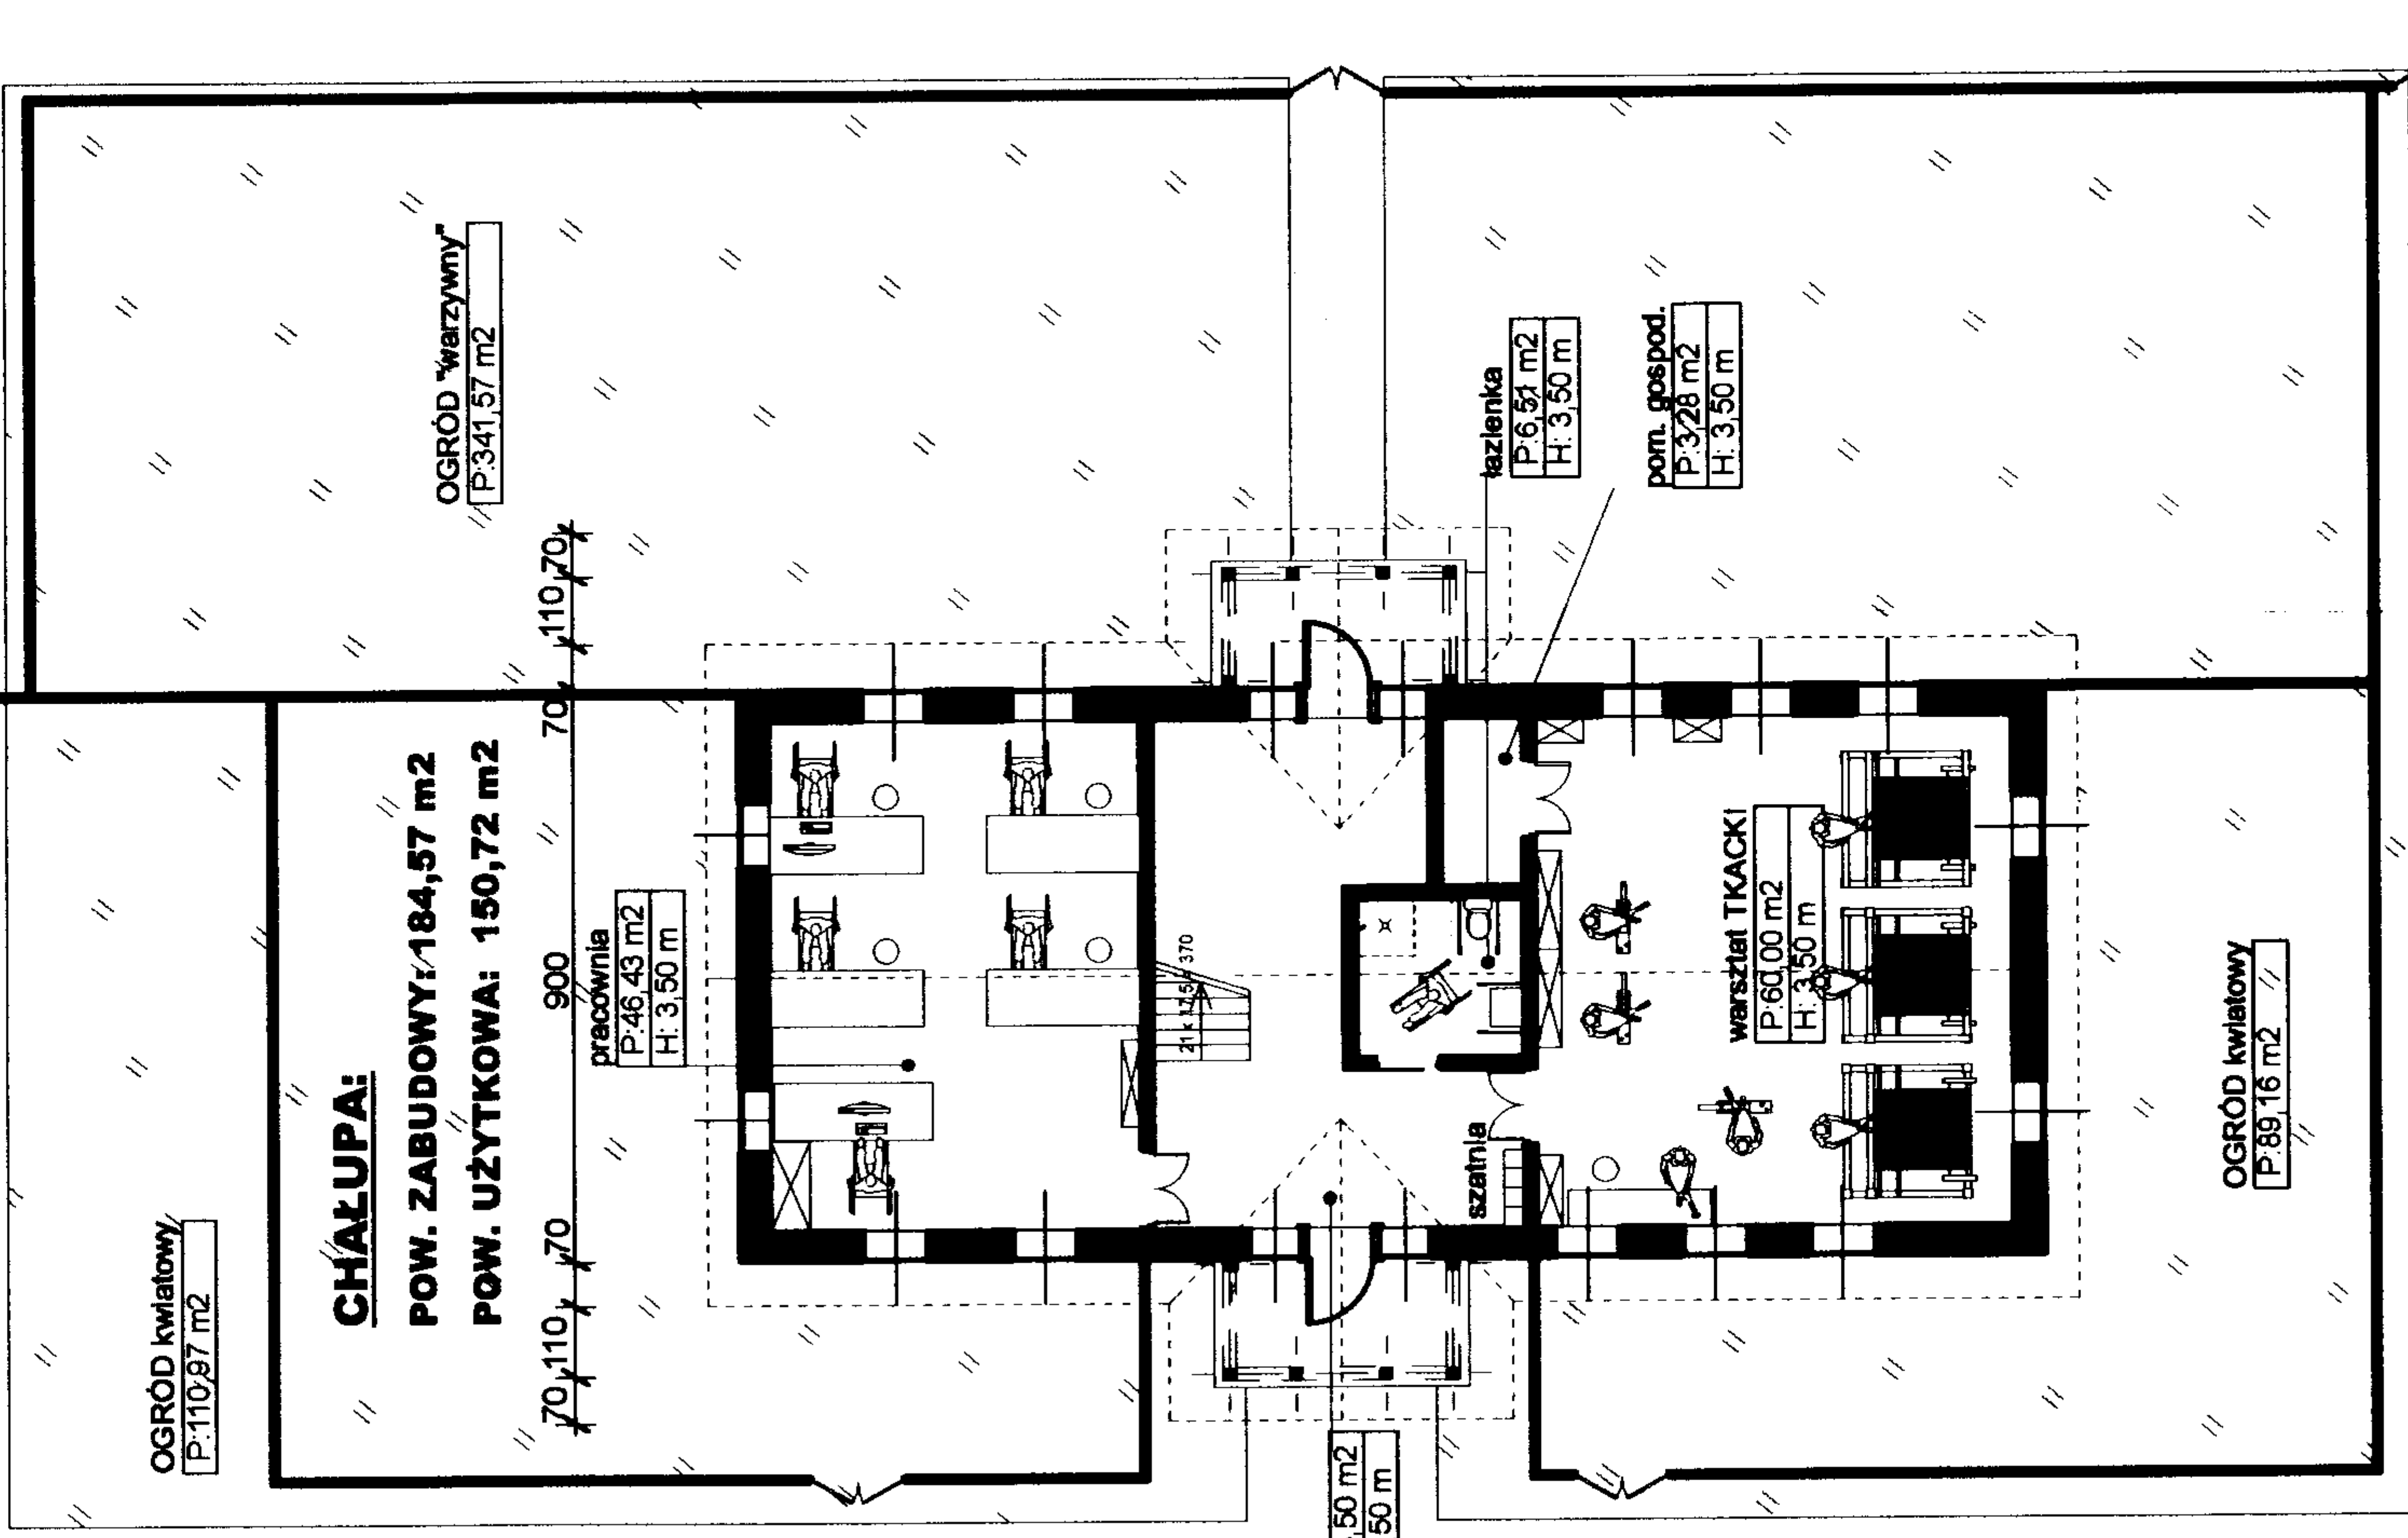 CHAŁUPA:
POW. ZABUDOWY:184,57 m2
POW. UŻYTKOWA: 150,72 m2
OGRÓD kwiatowy
P:110,97 m2
70
110
70
900
70
110
70
OGRÓD "warzywny"
P:341,57 m2
pracownia
P:46,43 m2
H: 3,50 m
21 x 17,5 = 370
szatnia
,50 m2
50 m
łazienka
P:6,51 m2
H: 3,50 m
pom. gospod.
P:3,28 m2
H: 3,50 m
warsztat TKACKI
P:60,00 m2
H: 3,50 m
OGRÓD kwiatowy
P:89,16 m2